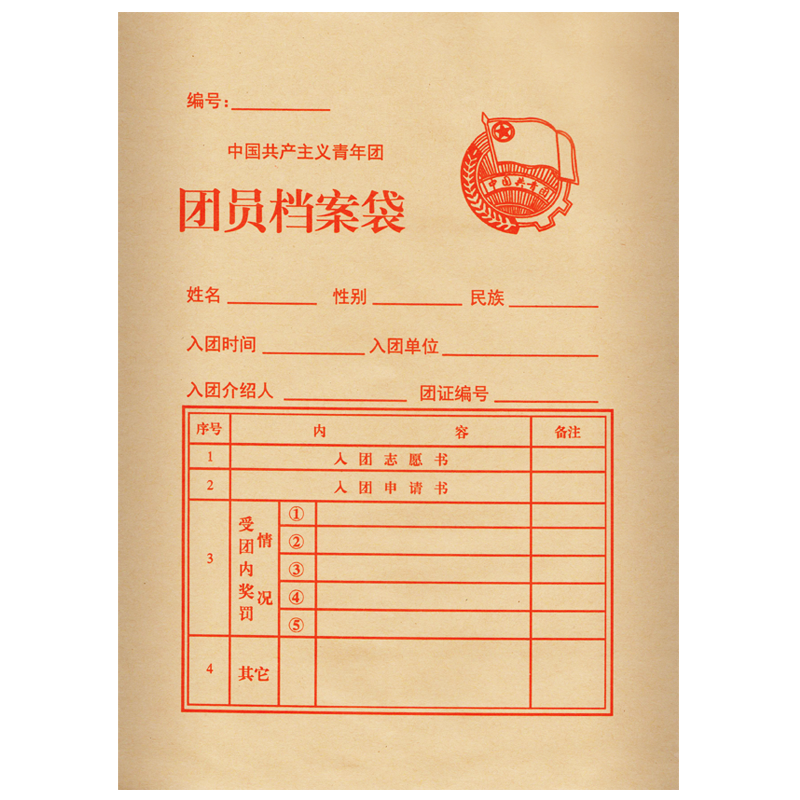 编号：
中国共产主义青年团
团员档案袋
中国共青团
姓名 性别 民族
入团时间 入团单位
入团介绍人 团证编号
序号 内容 备注
1 入团志愿书
2 入团申请书
3 受团内奖罚情况 ①
②
③
④
⑤
4 其它